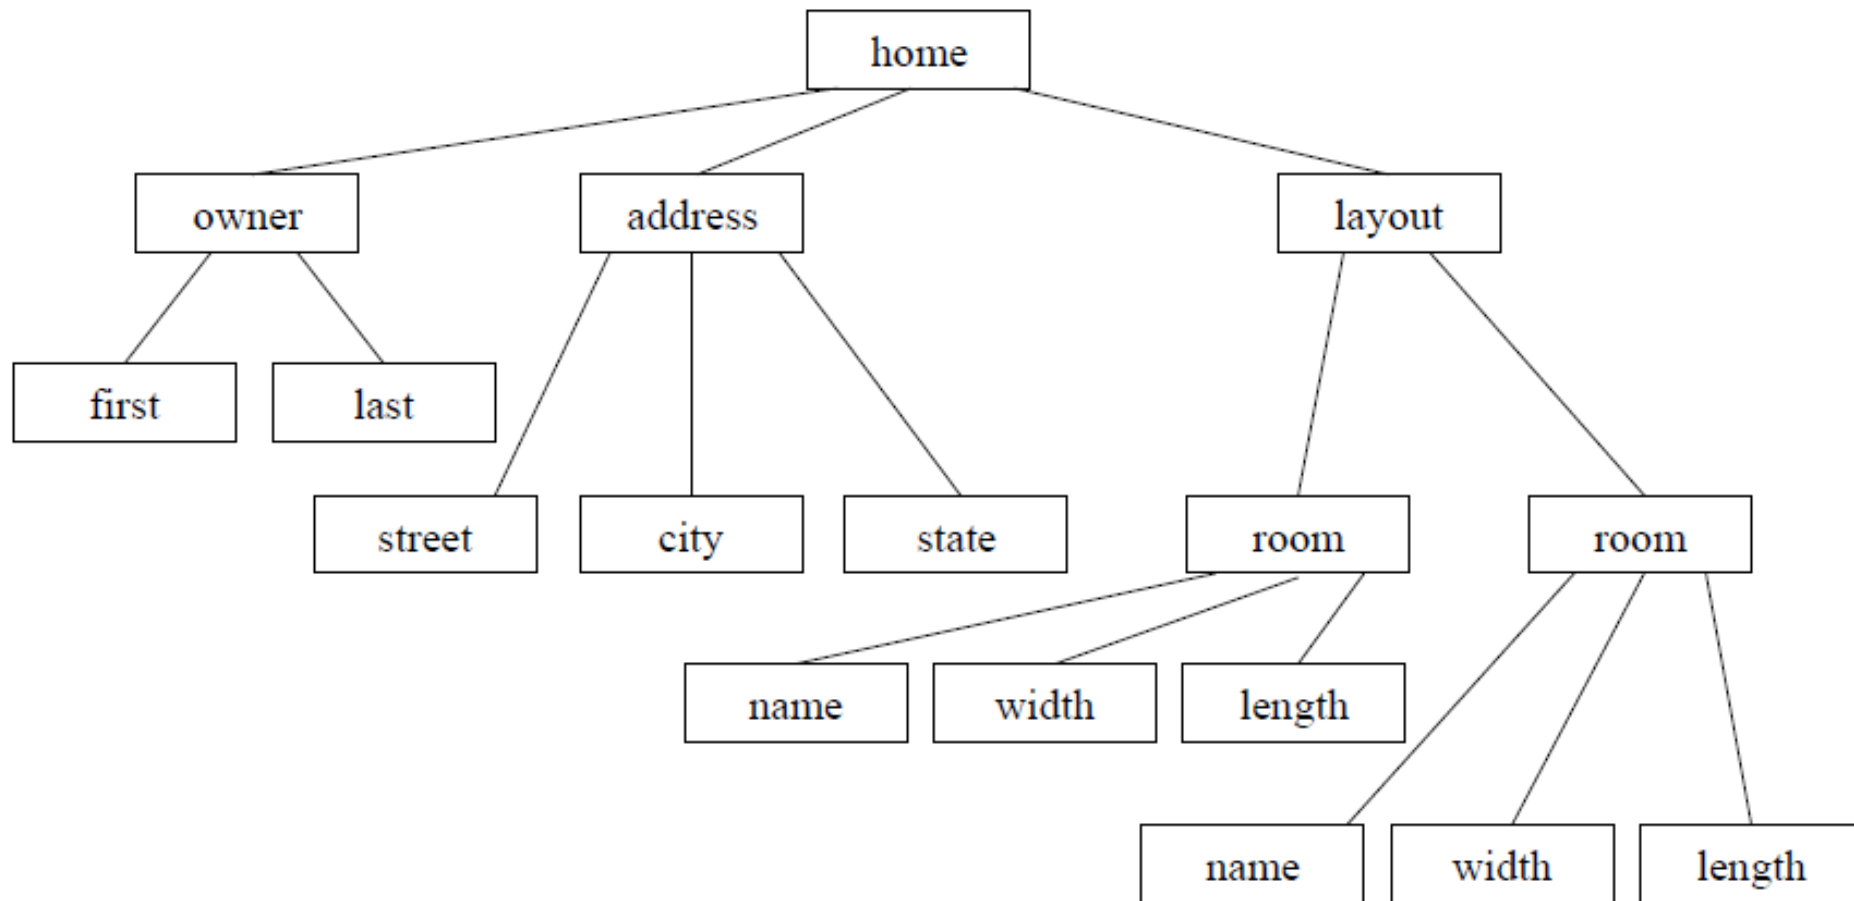 home
owner
address
layout
first
last
street
city
state
room
room
name
width
length
name
width
length